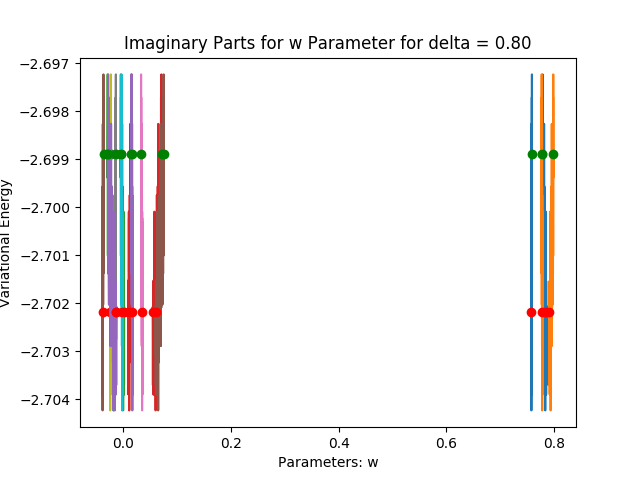 Imaginary Parts for w Parameter for delta = 0.80
Variational Energy
−2.697
−2.698
−2.699
−2.700
−2.701
−2.702
−2.703
−2.704
0.0 0.2 0.4 0.6 0.8
Parameters: w